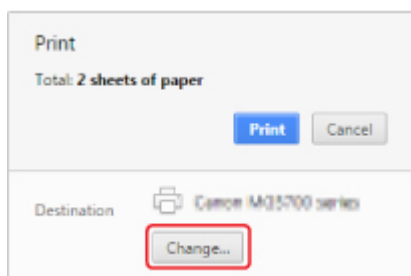 Print
Total: 2 sheets of paper
Print Cancel
Destination Canon series
Change...